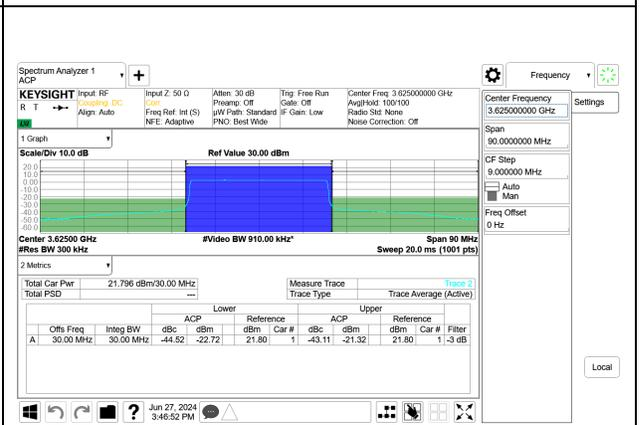 Spectrum Analyzer 1
ACP
Frequency
KEYSIGHT
R T
Input: RF
Coupling: DC
Align: Auto
Input Z: 50 Ω
Corr
Freq Ref: Int (S)
NFE: Adaptive
Atten: 30 dB
Preamp: Off
µW Path: Standard
PNO: Best Wide
Trig: Free Run
Gate: Off
IF Gain: Low
Center Freq: 3.625000000 GHz
Avg|Hold: 100/100
Radio Std: None
Noise Correction: Off
Center Frequency
3.625000000 GHz
Settings
Span
90.0000000 MHz
CF Step
9.000000 MHz
Auto
Man
Freq Offset
0 Hz
1 Graph
Scale/Div 10.0 dB
Ref Value 30.00 dBm
20.0
10.0
0.00
-10.0
-20.0
-30.0
-40.0
-50.0
-60.0
Center 3.62500 GHz
#Video BW 910.00 kHz*
Span 90 MHz
#Res BW 300 kHz
Sweep 20.0 ms (1001 pts)
2 Metrics
Total Car Pwr 21.796 dBm/30.00 MHz
Total PSD ---
Measure Trace Trace 2
Trace Type Trace Average (Active)
Lower Upper
ACP Reference ACP Reference
Offs Freq Integ BW dBc dBm dBm Car # dBc dBm dBm Car # Filter
A 30.00 MHz 30.00 MHz -44.52 -22.72 21.80 1 -43.11 -21.32 21.80 1 -3 dB
Local
?
Jun 27, 2024
3:46:52 PM